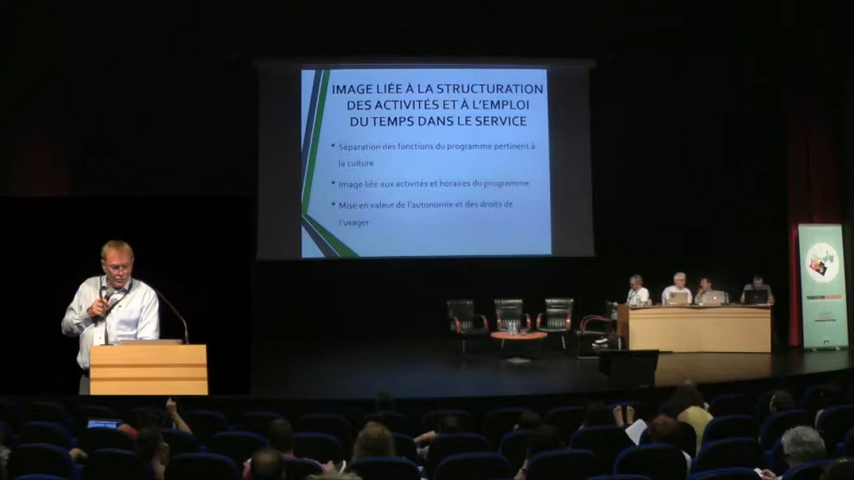 IMAGE LIÉE À LA STRUCTURATION
DES ACTIVITÉS ET À L'EMPLOI
DU TEMPS DANS LE SERVICE
• Séparation des fonctions du programme pertinent à
la culture
• Image liée aux activités et horaires du programme
• Mise en valeur de l'autonomie et des droits de
l'usager